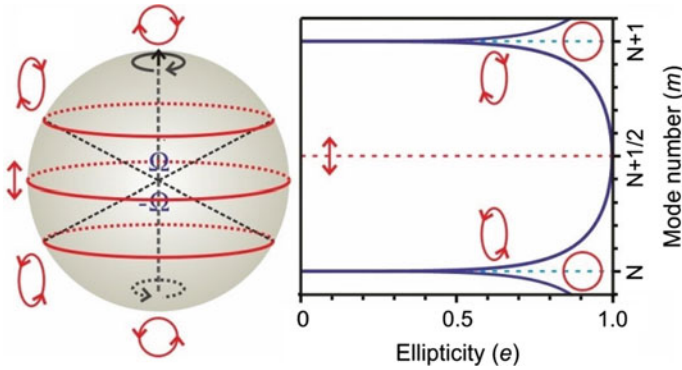 Ω
-Ω
N+1
N+1/2
N
Mode number (m)
0
0.5
1.0
Ellipticity (e)